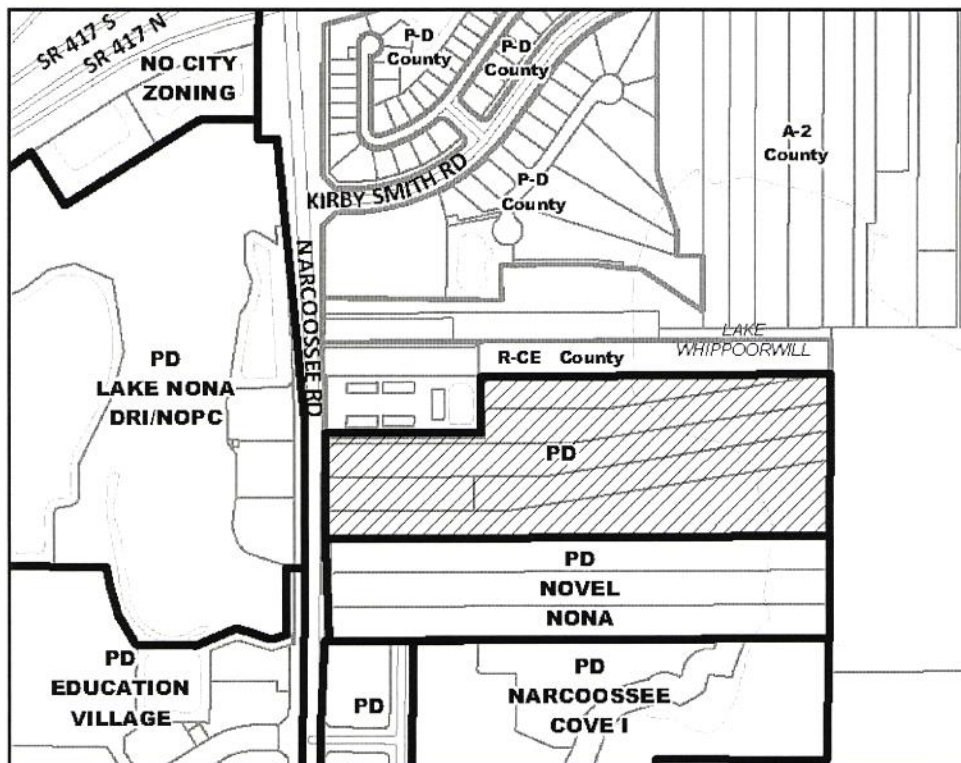 SR 417 S
SR 417 N
NO CITY
ZONING
P-D
County
P-D
County
A-2
County
KIRBY SMITH RD
P-D
County
NARCOOSSEE RD
LAKE
WHIPPOORWILL
R-CE County
PD
LAKE NONA
DRI/NOPC
PD
PD
NOVEL
NONA
PD
EDUCATION
VILLAGE
PD
PD
NARCOOSSEE
COVE I